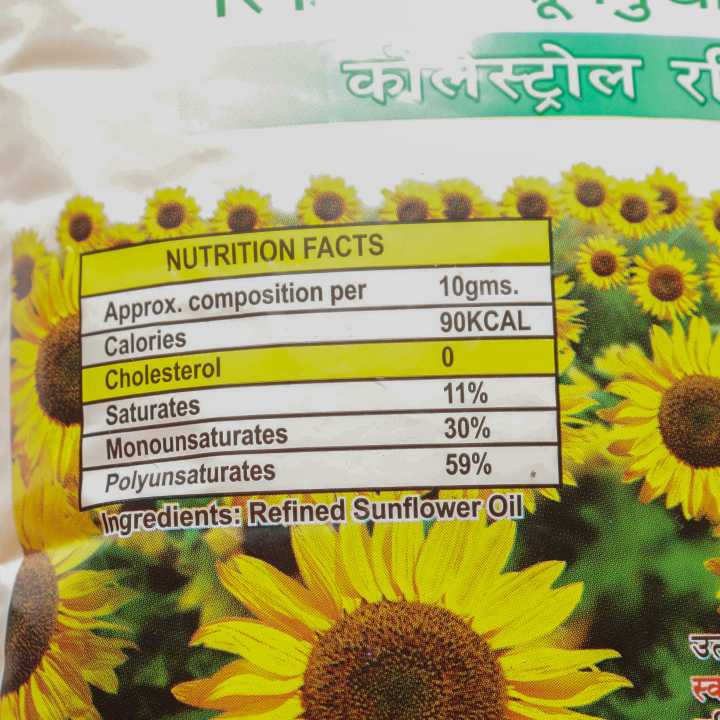 कोलेस्ट्रोल
NUTRITION FACTS
Approx. composition per 10gms.
Calories 90KCAL
Cholesterol 0
Saturates 11%
Monounsaturates 30%
Polyunsaturates 59%
Ingredients: Refined Sunflower Oil